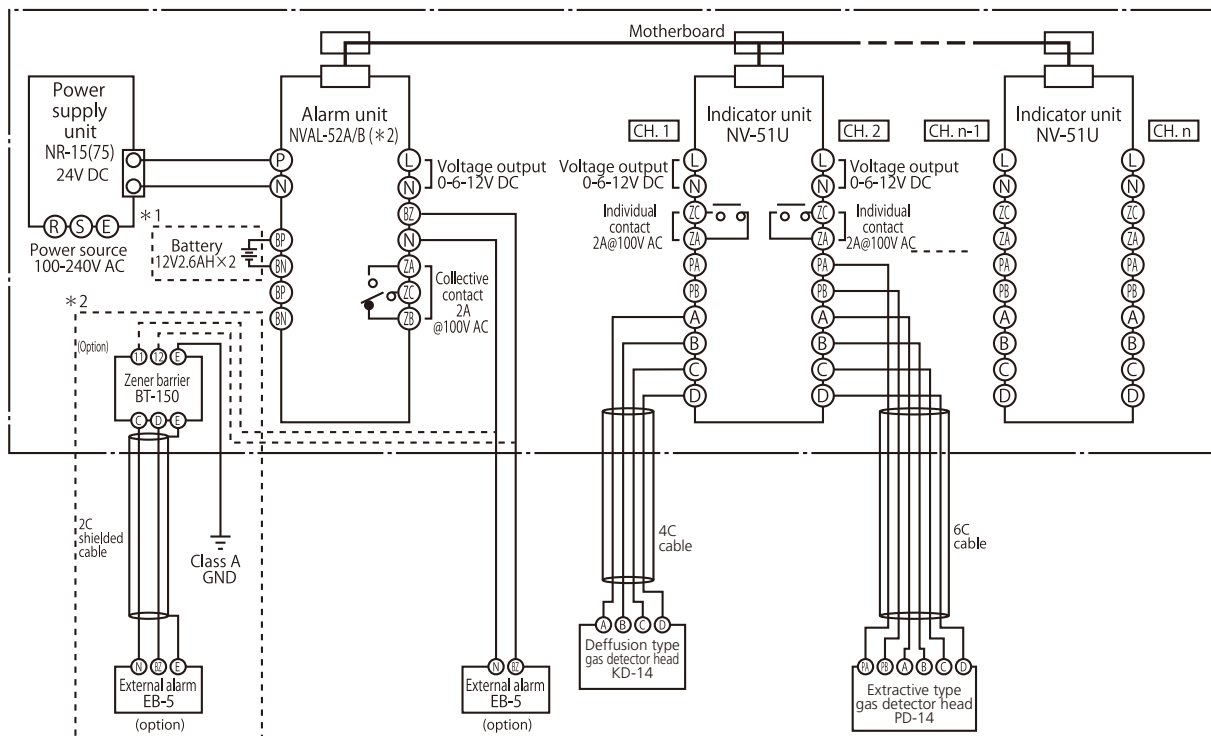 Motherboard
Power
supply
unit
NR-15(75)
24V DC
R
S
E
Power source
100-240V AC
*1
Battery
12V2.6AH×2
*2
Alarm unit
NVAL-52A/B (*2)
P
N
BP
BN
BP
BN
L
N
BZ
N
ZA
ZC
ZB
Voltage output
0-6-12V DC
Collective
contact
2A
@100V AC
CH. 1
Indicator unit
NV-51U
CH. 2
Voltage output
0-6-12V DC
Individual
contact
2A@100V AC
L
N
ZC
ZA
PA
PB
A
B
C
D
L
N
ZC
ZA
PA
PB
A
B
C
D
Voltage output
0-6-12V DC
Individual
contact
2A@100V AC
CH. n-1
Indicator unit
NV-51U
CH. n
L
N
ZC
ZA
PA
PB
A
B
C
D
L
N
ZC
ZA
PA
PB
A
B
C
D
(Option)
11
12
E
Zener barrier
BT-150
C
D
E
2C
shielded
cable
Class A
GND
N
BZ
E
External alarm
EB-5
(option)
N
BZ
External alarm
EB-5
(option)
4C
cable
A
B
C
D
Deffusion type
gas detector head
KD-14
6C
cable
PA
PB
A
B
C
D
Extractive type
gas detector head
PD-14